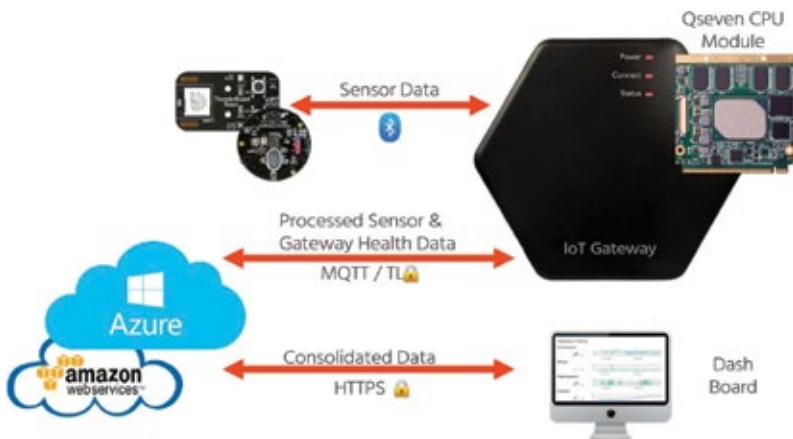 Qseven CPU
Module
Sensor Data
Power
Connect
Status
Processed Sensor &
Gateway Health Data
MQTT / TL
IoT Gateway
Azure
amazon
webservices™
Consolidated Data
HTTPS
Dash
Board